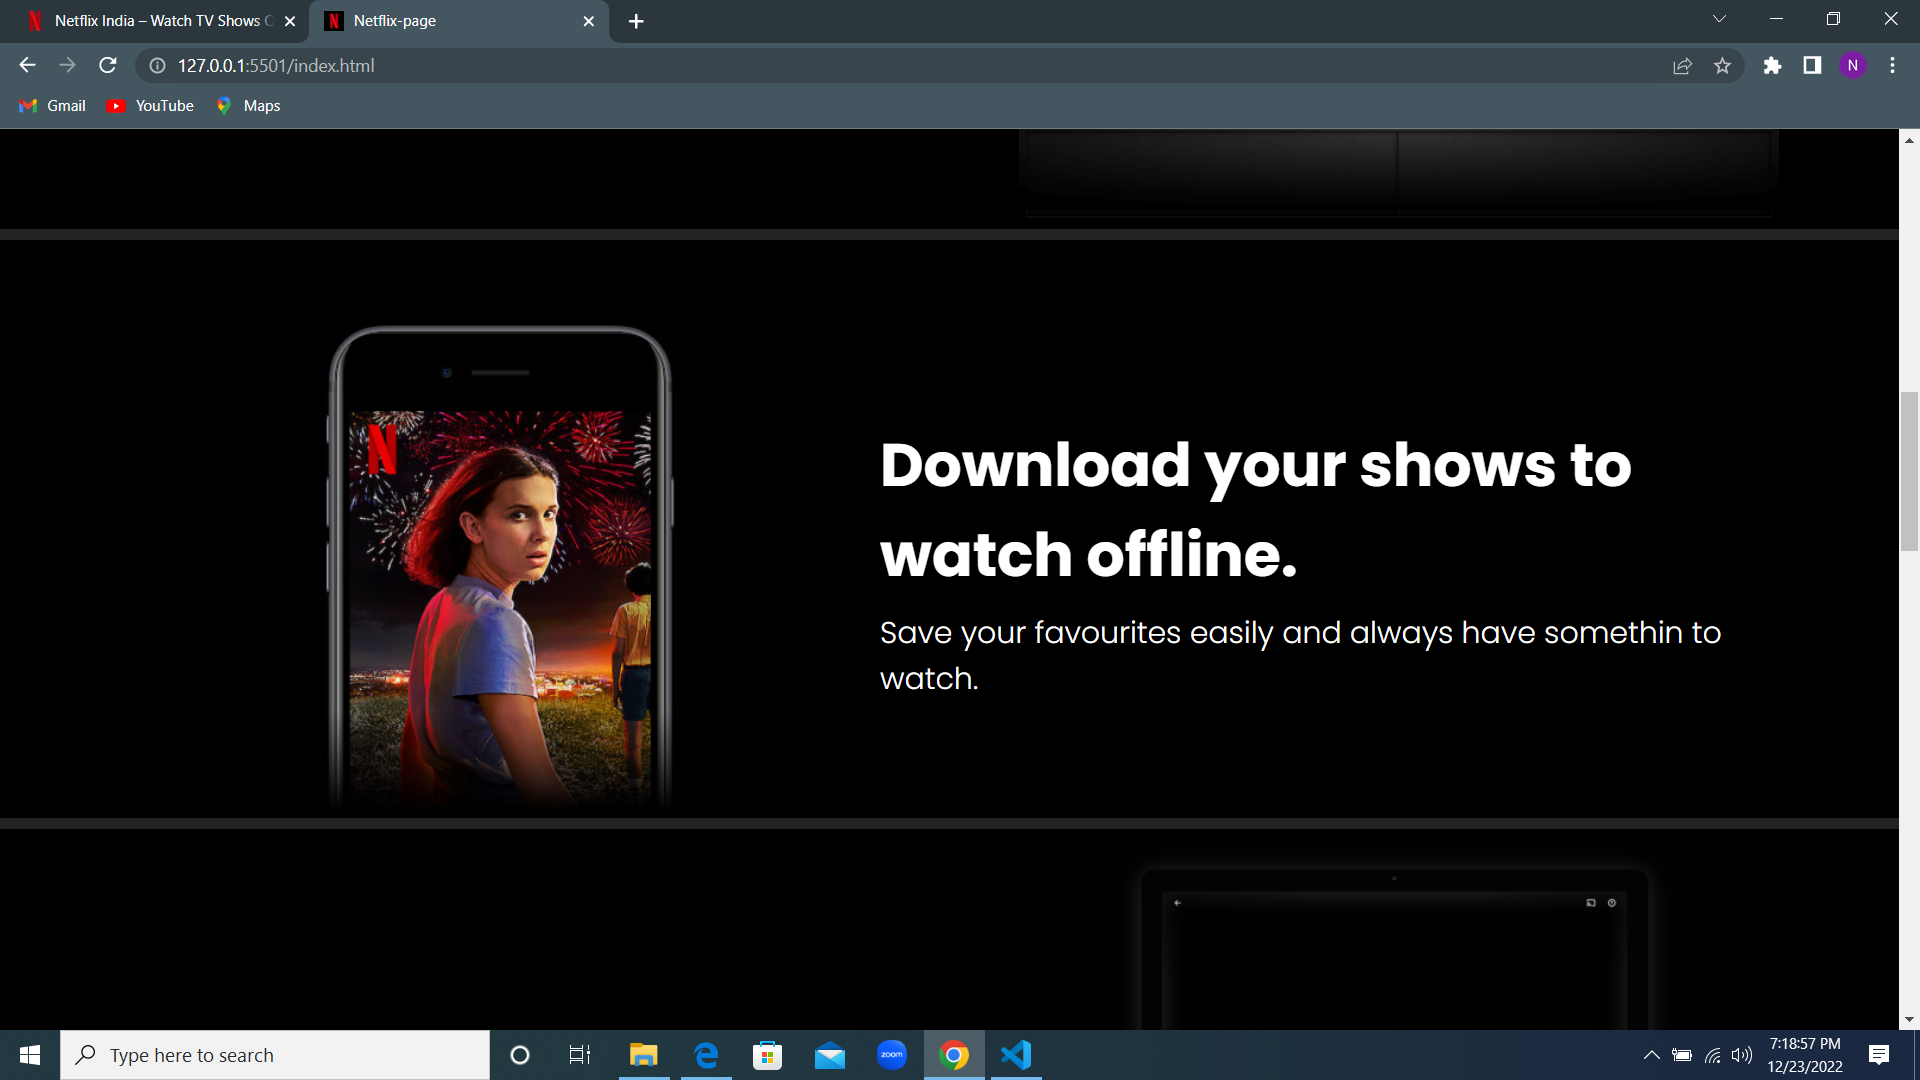 Netflix India – Watch TV Shows O
Netflix-page
127.0.0.1:5501/index.html
N
Gmail
YouTube
Maps
N
Download your shows to
watch offline.
Save your favourites easily and always have somethin to
watch.
Type here to search
zoom
7:18:57 PM
12/23/2022